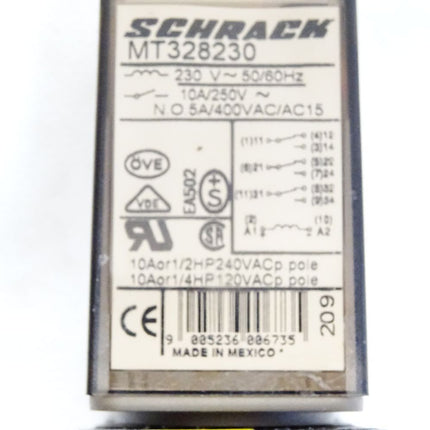 SCHRACK
MT328230
230 V~ 50/60Hz
10A/250V ~
N O 5A/400VAC/AC15
(1)11 (4)12
(3)14
(6)21 (5)22
(7)24
(11)31 (8)32
(9)34
(2) (10)
A1 A2
ÖVE
VDE
EA502
+
S
10Aor1/2HP240VACp pole
10Aor1/4HP120VACp pole
CE
9 005236 006735
MADE IN MEXICO
209